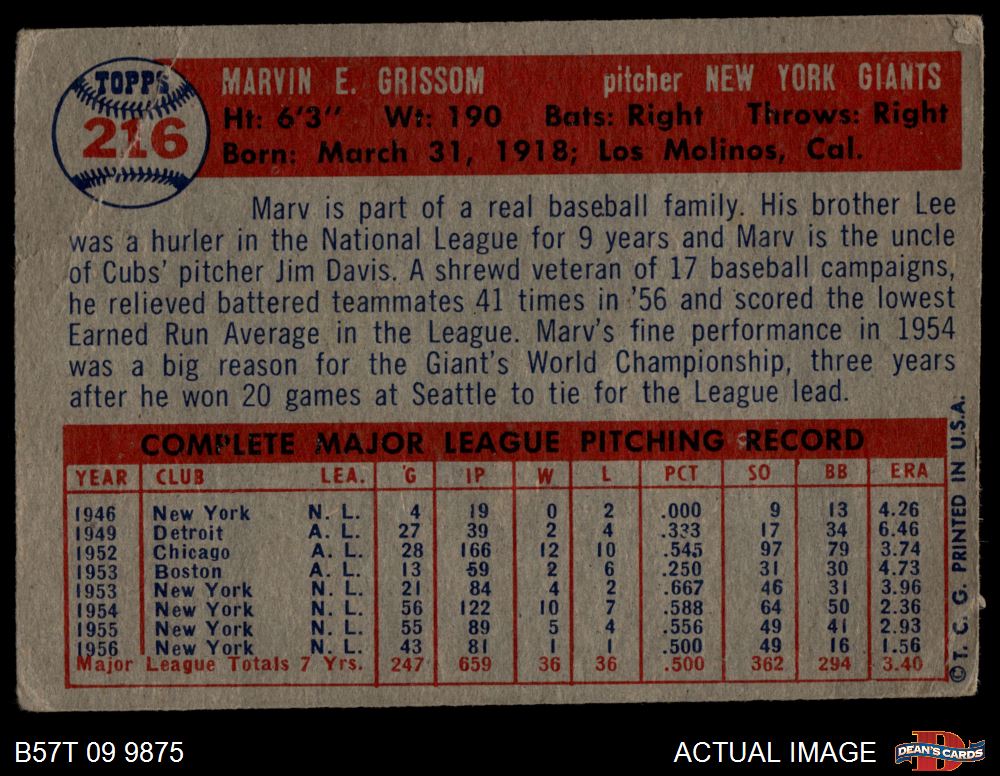 TOPPS
216
MARVIN E. GRISSOM pitcher NEW YORK GIANTS
Ht: 6'3" Wt: 190 Bats: Right Throws: Right
Born: March 31, 1918; Los Molinos, Cal.
Marv is part of a real baseball family. His brother Lee
was a hurler in the National League for 9 years and Marv is the uncle
of Cubs' pitcher Jim Davis. A shrewd veteran of 17 baseball campaigns,
he relieved battered teammates 41 times in '56 and scored the lowest
Earned Run Average in the League. Marv's fine performance in 1954
was a big reason for the Giant's World Championship, three years
after he won 20 games at Seattle to tie for the League lead.
COMPLETE MAJOR LEAGUE PITCHING RECORD
YEAR CLUB LEA. G IP W L PCT SO BB ERA
1946 New York N. L. 4 19 0 2 .000 9 13 4.26
1949 Detroit A. L. 27 39 2 4 .333 17 34 6.46
1952 Chicago A. L. 28 166 12 10 .545 97 79 3.74
1953 Boston A. L. 13 59 2 6 .250 31 30 4.73
1953 New York N. L. 21 84 4 2 .667 46 31 3.96
1954 New York N. L. 56 122 10 7 .588 64 50 2.36
1955 New York N. L. 55 89 5 4 .556 49 41 2.93
1956 New York N. L. 43 81 1 1 .500 49 16 1.56
Major League Totals 7 Yrs. 247 659 36 36 .500 362 294 3.40
©T. C. G. PRINTED IN U.S.A.
B57T 09 9875
ACTUAL IMAGE
DEAN'S CARDS